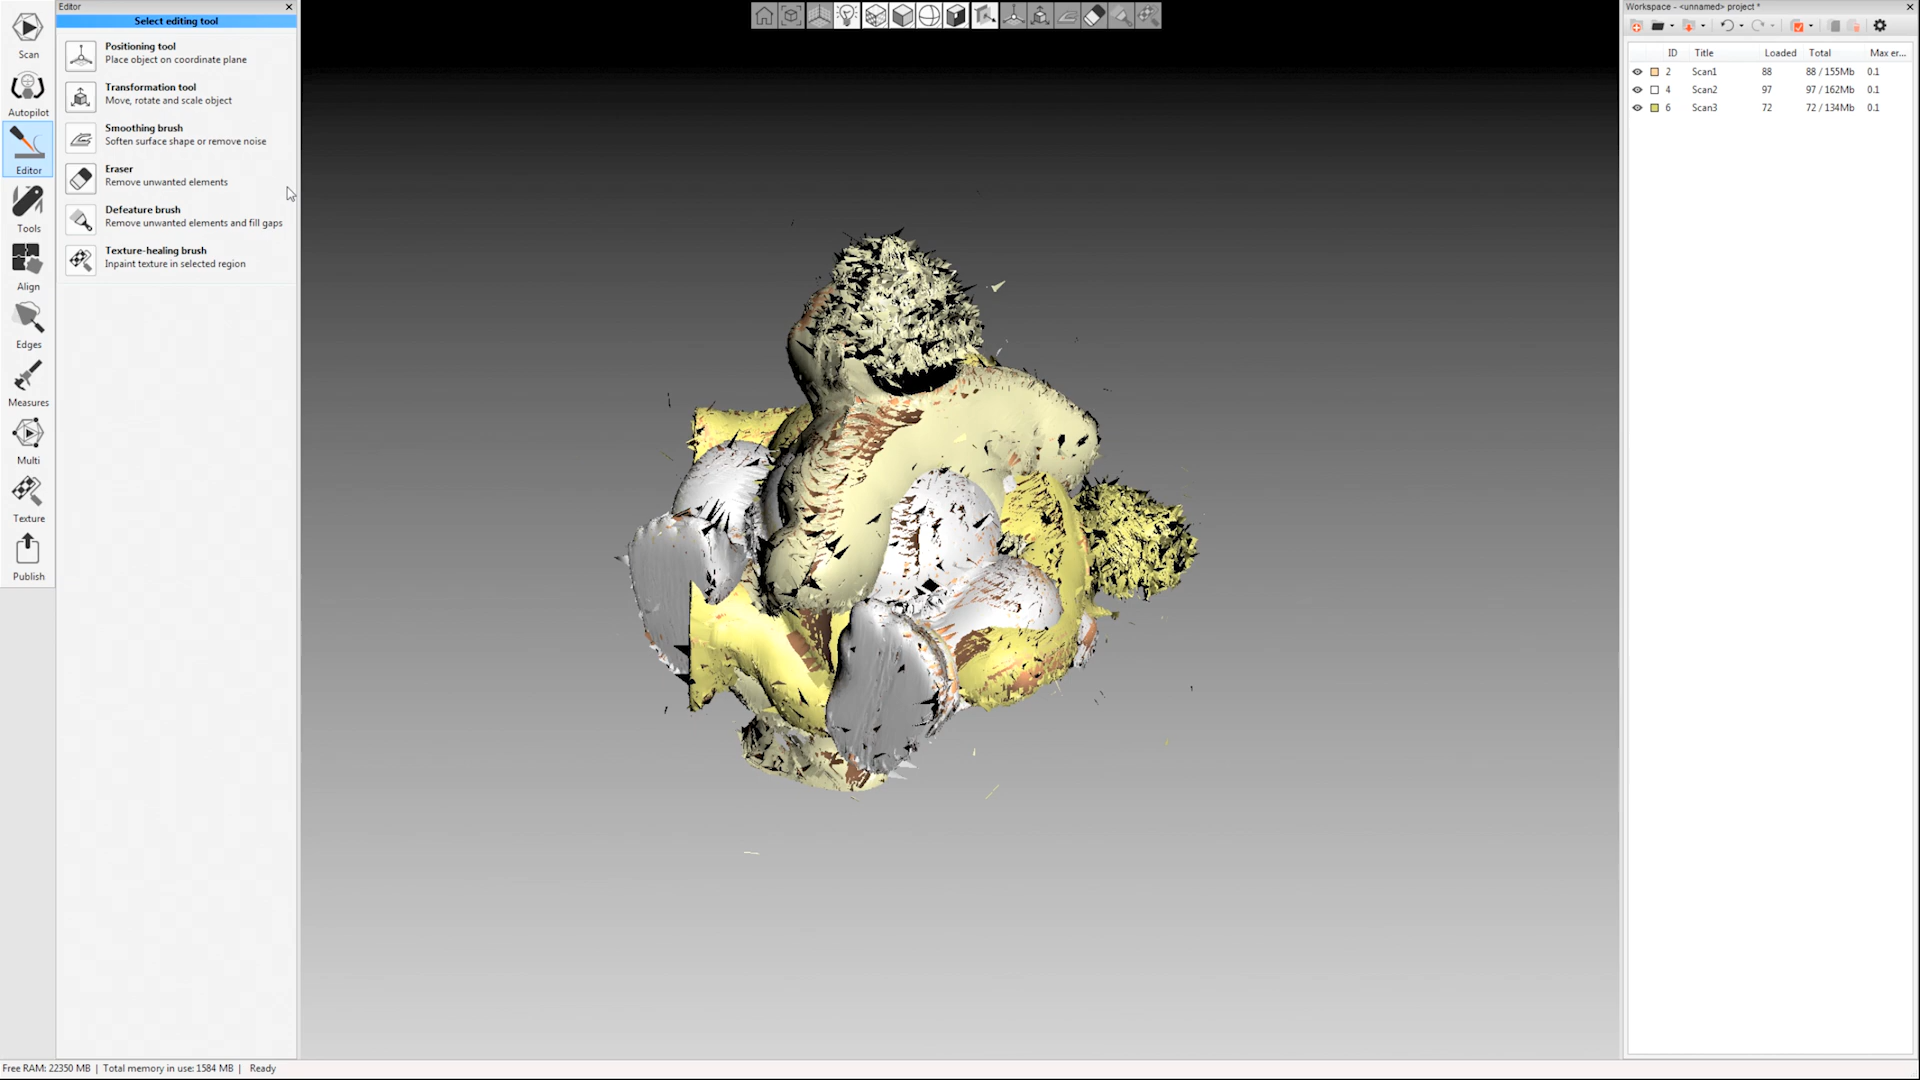 Editor
Select editing tool
Scan
Autopilot
Editor
Tools
Align
Edges
Measures
Multi
Texture
Publish
Positioning tool
Place object on coordinate plane
Transformation tool
Move, rotate and scale object
Smoothing brush
Soften surface shape or remove noise
Eraser
Remove unwanted elements
Defeature brush
Remove unwanted elements and fill gaps
Texture-healing brush
Inpaint texture in selected region
Workspace - <unnamed> project *
ID Title Loaded Total Max er...
2 Scan1 88 88 / 155Mb 0.1
4 Scan2 97 97 / 162Mb 0.1
6 Scan3 72 72 / 134Mb 0.1
Free RAM: 22350 MB | Total memory in use: 1584 MB | Ready